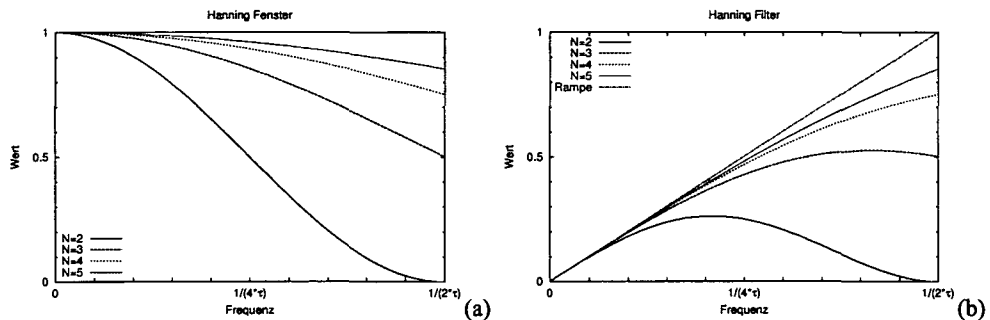 Hanning Fenster
1
0.5
0
Wert
N=2
N=3
N=4
N=5
0
1/(4*τ)
1/(2*τ)
Frequenz
(a)
Hanning Filter
1
0.5
0
Wert
N=2
N=3
N=4
N=5
Rampe
0
1/(4*τ)
1/(2*τ)
Frequenz
(b)